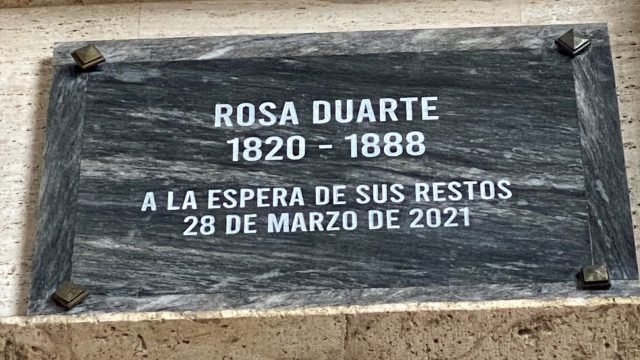 ROSA DUARTE
1820 - 1888
A LA ESPERA DE SUS RESTOS
28 DE MARZO DE 2021